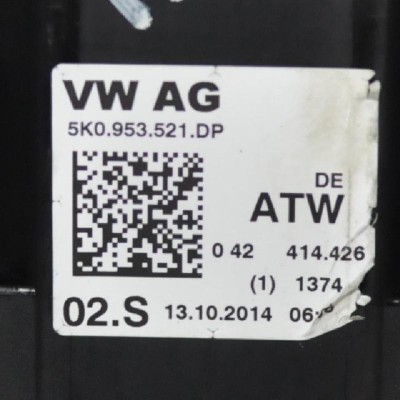 VW AG
5K0.953.521.DP
DE
ATW
0 42 414.426
(1) 1374
02.S 13.10.2014